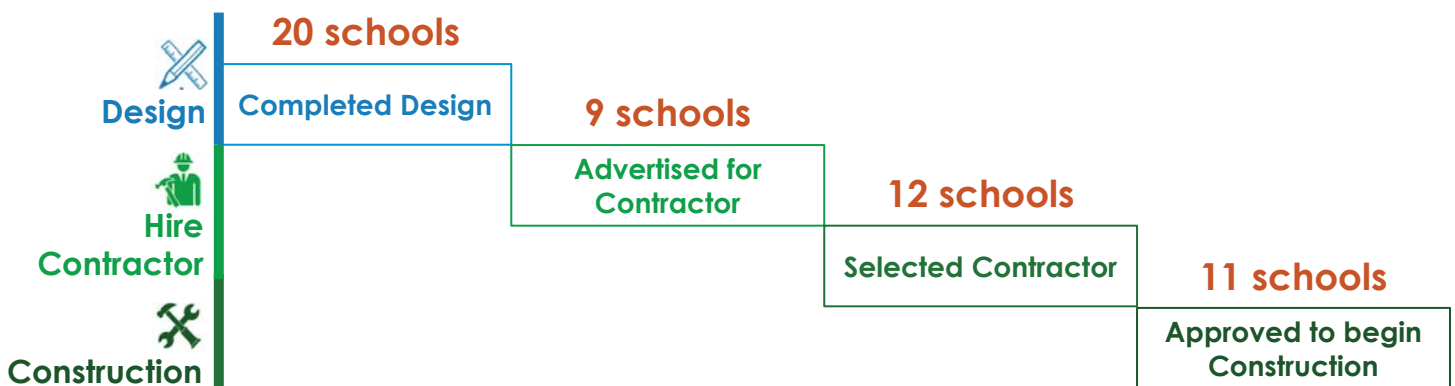 20 schools
Design
Completed Design
9 schools
Hire
Contractor
Advertised for
Contractor
12 schools
Selected Contractor
11 schools
Construction
Approved to begin
Construction